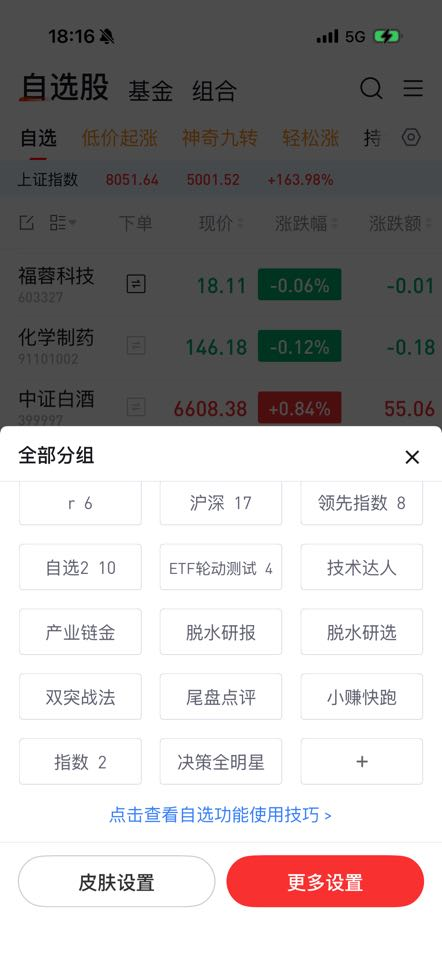 18:16 5G
自选股 基金 组合
自选 低价起涨 神奇九转 轻松涨 持
上证指数 8051.64 5001.52 +163.98%
下单 现价 涨跌幅 涨跌额
福蓉科技 18.11 -0.06% -0.01
603327
化学制药 146.18 -0.12% -0.18
91101002
中证白酒 6608.38 +0.84% 55.06
399997
全部分组
r 6 沪深 17 领先指数 8
自选2 10 ETF轮动测试 4 技术达人
产业链金 脱水研报 脱水研选
双突战法 尾盘点评 小赚快跑
指数 2 决策全明星 +
点击查看自选功能使用技巧 >
皮肤设置 更多设置